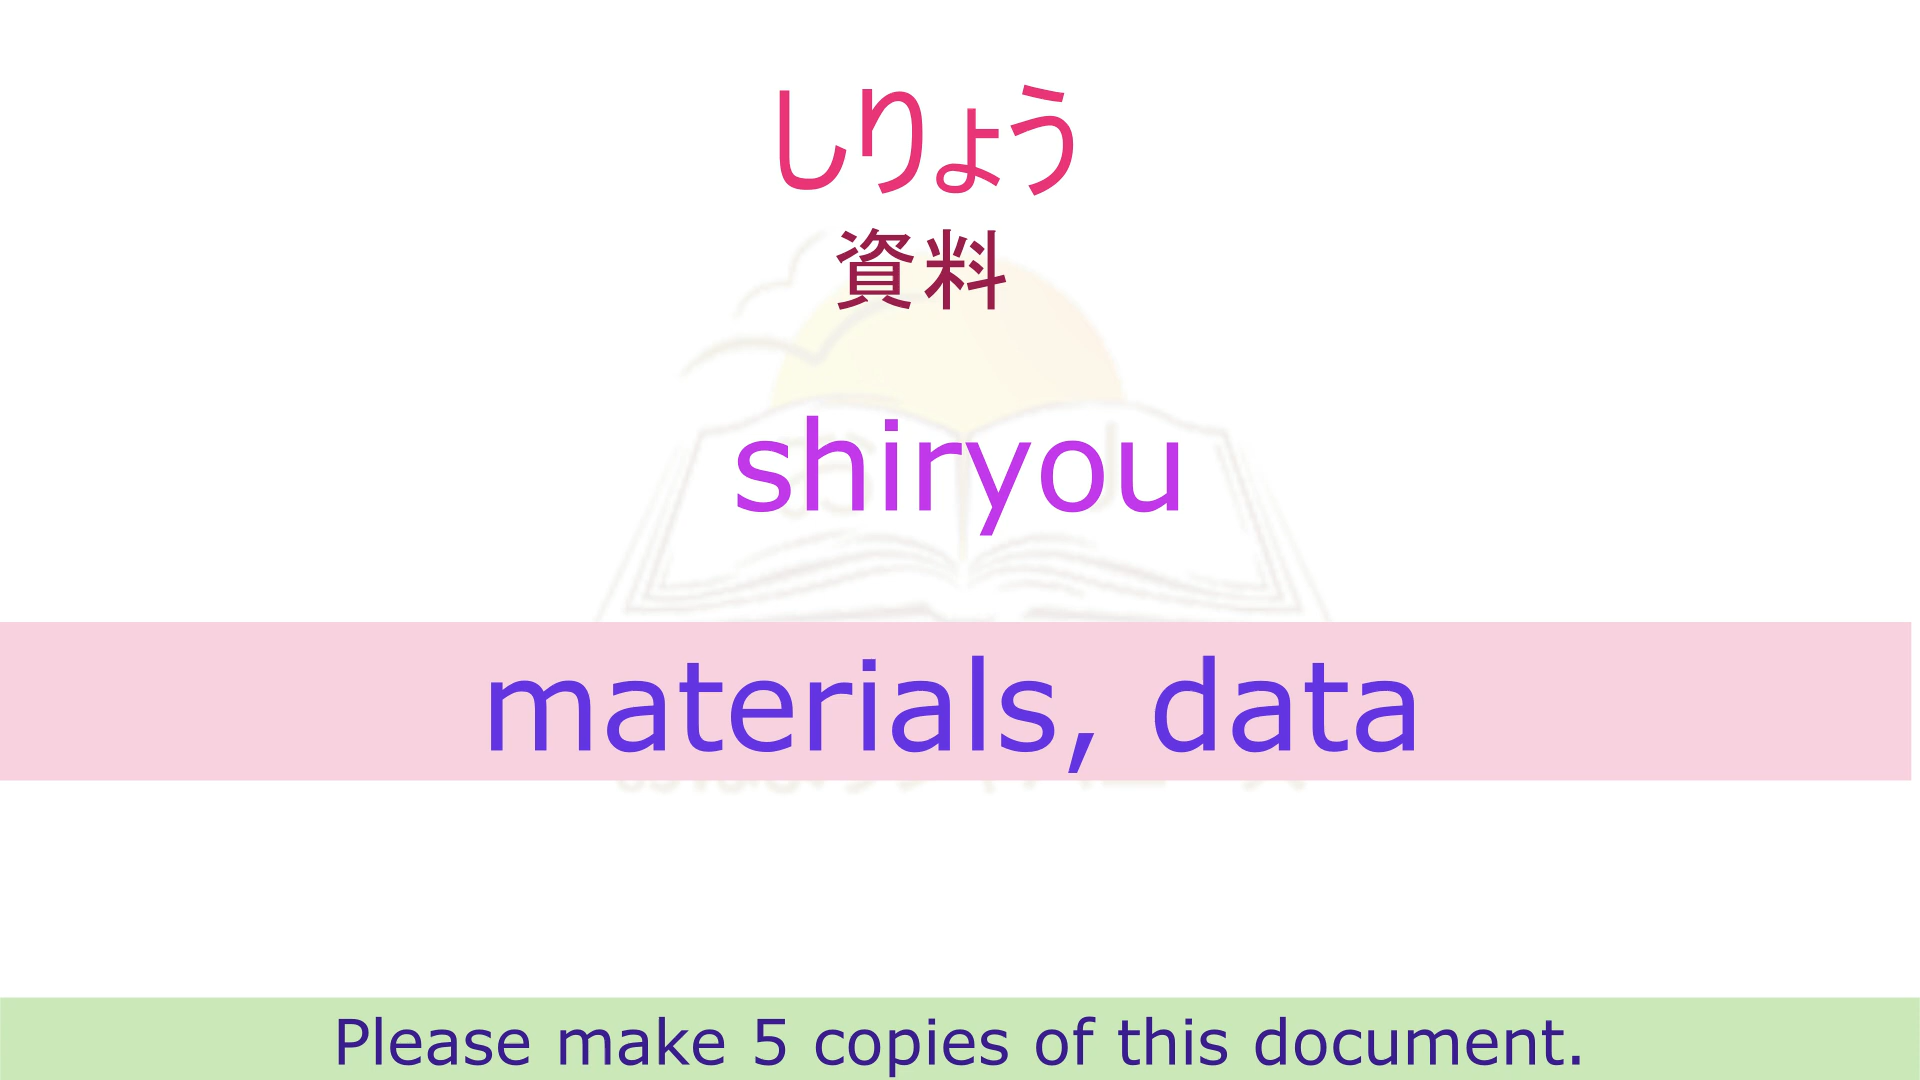 しりょう
資料
shiryou
materials, data
Please make 5 copies of this document.